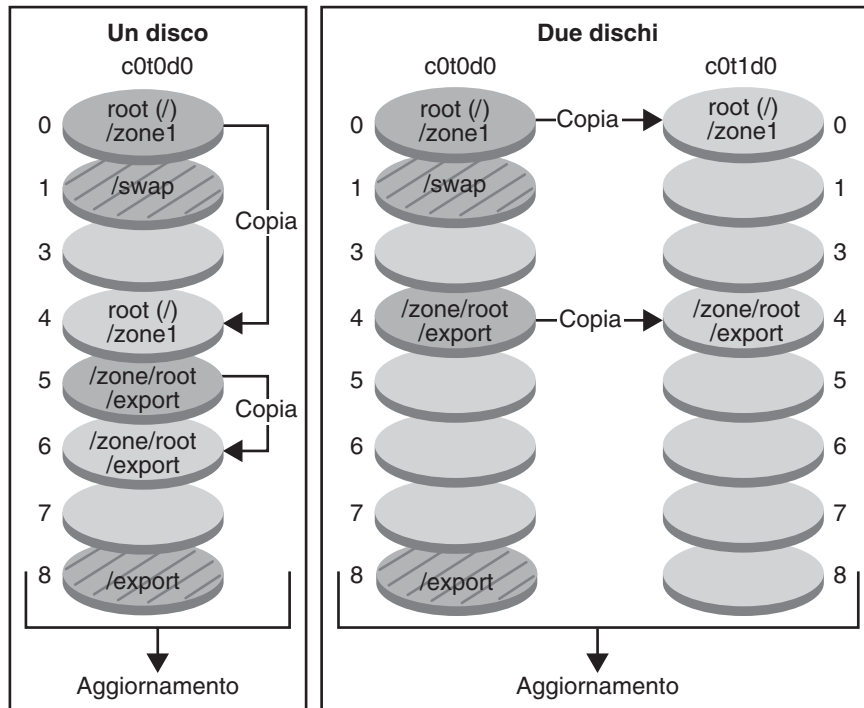 Un disco
c0t0d0
0
root (/)
/zone1
1
/swap
Copia
3
4
root (/)
/zone1
5
/zone/root
/export
Copia
6
/zone/root
/export
7
8
/export
Aggiornamento
Due dischi
c0t0d0
c0t1d0
0
root (/)
/zone1
Copia
root (/)
/zone1
0
1
/swap
1
3
3
4
/zone/root
/export
Copia
/zone/root
/export
4
5
5
6
6
7
7
8
/export
8
Aggiornamento